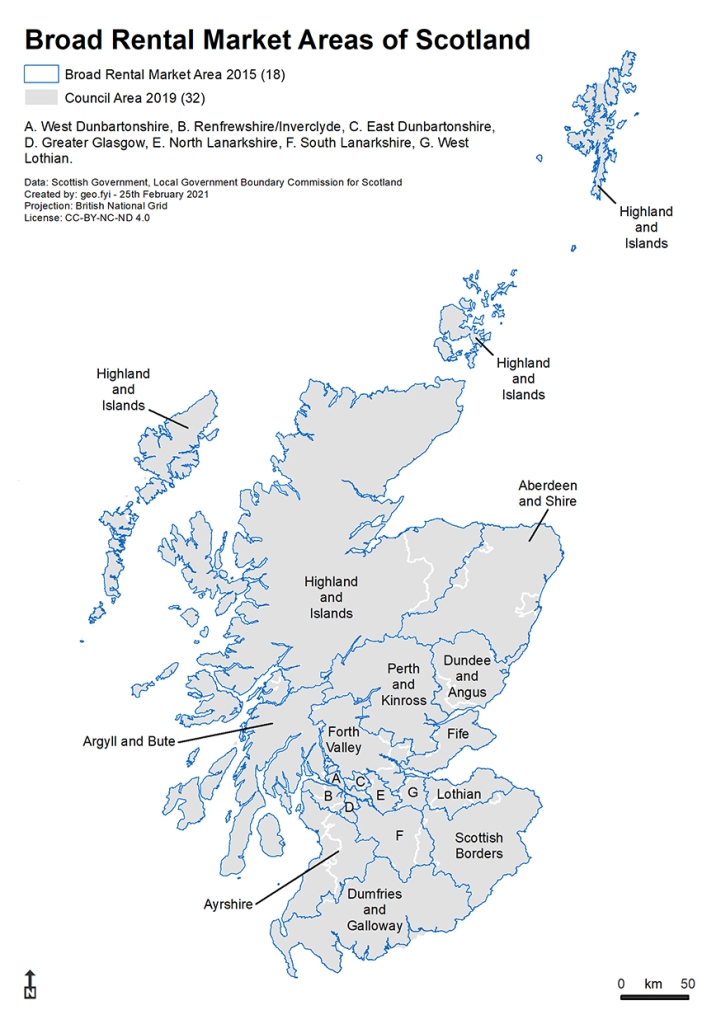 Broad Rental Market Areas of Scotland
Broad Rental Market Area 2015 (18)
Council Area 2019 (32)
A. West Dunbartonshire, B. Renfrewshire/Inverclyde, C. East Dunbartonshire,
D. Greater Glasgow, E. North Lanarkshire, F. South Lanarkshire, G. West
Lothian.
Data: Scottish Government, Local Government Boundary Commission for Scotland
Created by: geo.fyi - 25th February 2021
Projection: British National Grid
License: CC-BY-NC-ND 4.0
Highland
and
Islands
Highland
and
Islands
Highland
and
Islands
Aberdeen
and Shire
Highland
and
Islands
Perth
and
Kinross
Dundee
and
Angus
Argyll and Bute
Forth
Valley
Fife
A
C
B
D
E
G
Lothian
F
Scottish
Borders
Ayrshire
Dumfries
and
Galloway
N
0 km 50